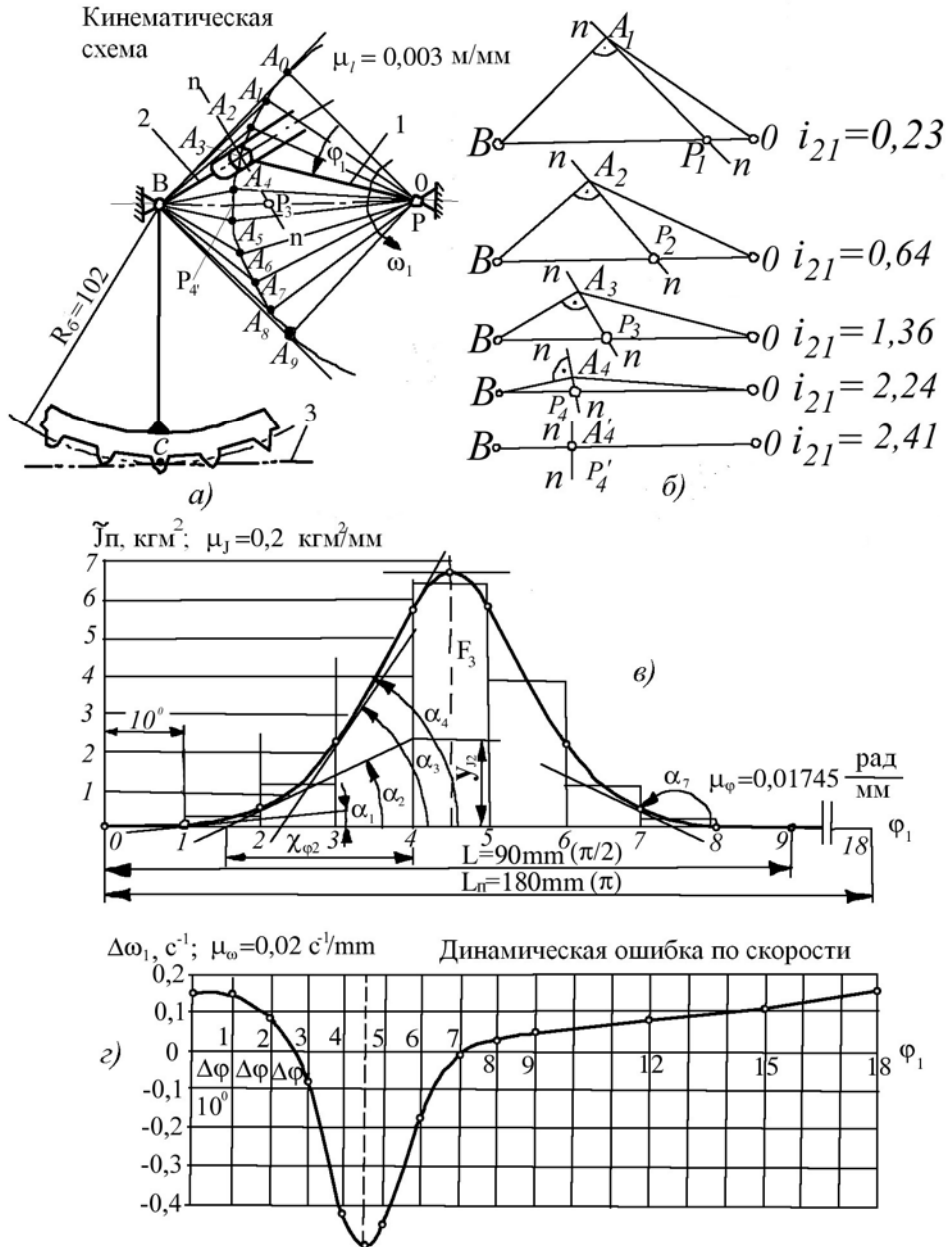 Кинематическая
схема
μl = 0,003 м/мм
A0
n
A1
A2
2
A3
1
φ1
B
A4
0
P3
P
n
A5
ω1
A6
P4'
A7
A8
A9
Rб=102
C
3
а)
n A1
B P1 n 0 i21=0,23
n A2
B P2 n 0 i21=0,64
n A3
B P3 n 0 i21=1,36
n A4
B P4 n 0 i21=2,24
n A'4
B 0 i21=2,41
n P'4
б)
J̃п, кгм²; μJ=0,2 кгм²/мм
7
6
5
4
3
2
1
10⁰
F3
в)
α4
α3
α2
α1
yJ2
α7
μφ=0,01745 рад/мм
0 1 2 3 4 5 6 7 8 9 18 φ1
χφ2
L=90mm (π/2)
Lп=180mm (π)
Δω1, c⁻¹; μω=0,02 c⁻¹/mm
Динамическая ошибка по скорости
0,2
0,1
0
-0,1
-0,2
-0,3
-0,4
г)
1 2 3 4 5 6 7 8 9 12 15 18 φ1
Δφ Δφ Δφ
10⁰